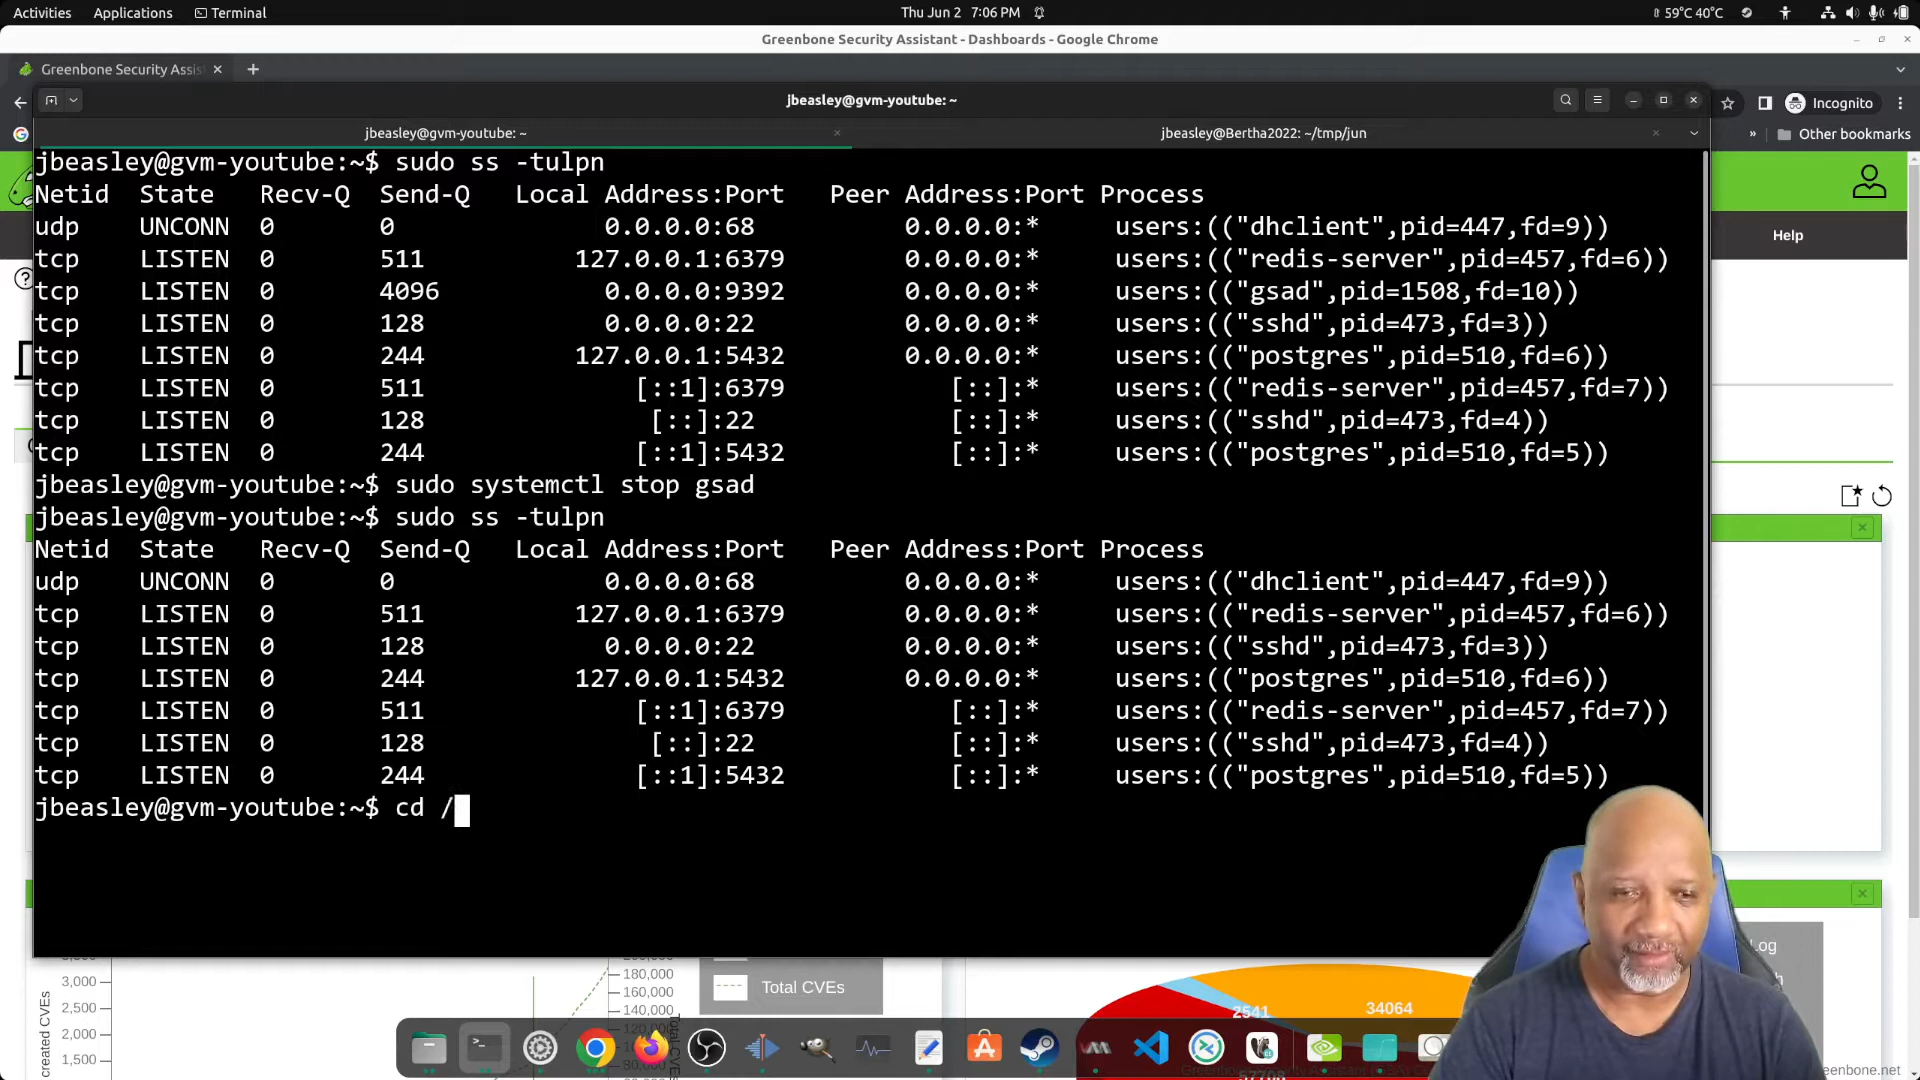 Activities Applications Terminal Thu Jun 2 7:06 PM 59°C 40°C
Greenbone Security Assistant - Dashboards - Google Chrome
Greenbone Security Assis
jbeasley@gvm-youtube: ~
Incognito
jbeasley@gvm-youtube: ~ jbeasley@Bertha2022: ~/tmp/jun
» Other bookmarks
jbeasley@gvm-youtube:~$ sudo ss -tulpn
Netid State Recv-Q Send-Q Local Address:Port Peer Address:Port Process
udp UNCONN 0 0 0.0.0.0:68 0.0.0.0:* users:(("dhclient",pid=447,fd=9))
Help
tcp LISTEN 0 511 127.0.0.1:6379 0.0.0.0:* users:(("redis-server",pid=457,fd=6))
tcp LISTEN 0 4096 0.0.0.0:9392 0.0.0.0:* users:(("gsad",pid=1508,fd=10))
tcp LISTEN 0 128 0.0.0.0:22 0.0.0.0:* users:(("sshd",pid=473,fd=3))
tcp LISTEN 0 244 127.0.0.1:5432 0.0.0.0:* users:(("postgres",pid=510,fd=6))
tcp LISTEN 0 511 [::1]:6379 [::]:* users:(("redis-server",pid=457,fd=7))
tcp LISTEN 0 128 [::]:22 [::]:* users:(("sshd",pid=473,fd=4))
tcp LISTEN 0 244 [::1]:5432 [::]:* users:(("postgres",pid=510,fd=5))
jbeasley@gvm-youtube:~$ sudo systemctl stop gsad
jbeasley@gvm-youtube:~$ sudo ss -tulpn
Netid State Recv-Q Send-Q Local Address:Port Peer Address:Port Process
udp UNCONN 0 0 0.0.0.0:68 0.0.0.0:* users:(("dhclient",pid=447,fd=9))
tcp LISTEN 0 511 127.0.0.1:6379 0.0.0.0:* users:(("redis-server",pid=457,fd=6))
tcp LISTEN 0 128 0.0.0.0:22 0.0.0.0:* users:(("sshd",pid=473,fd=3))
tcp LISTEN 0 244 127.0.0.1:5432 0.0.0.0:* users:(("postgres",pid=510,fd=6))
tcp LISTEN 0 511 [::1]:6379 [::]:* users:(("redis-server",pid=457,fd=7))
tcp LISTEN 0 128 [::]:22 [::]:* users:(("sshd",pid=473,fd=4))
tcp LISTEN 0 244 [::1]:5432 [::]:* users:(("postgres",pid=510,fd=5))
jbeasley@gvm-youtube:~$ cd /
Log
3,000 180,000
Total CVEs
160,000
2,500 140,000
2541 34064
2,000
1,500
created CVEs